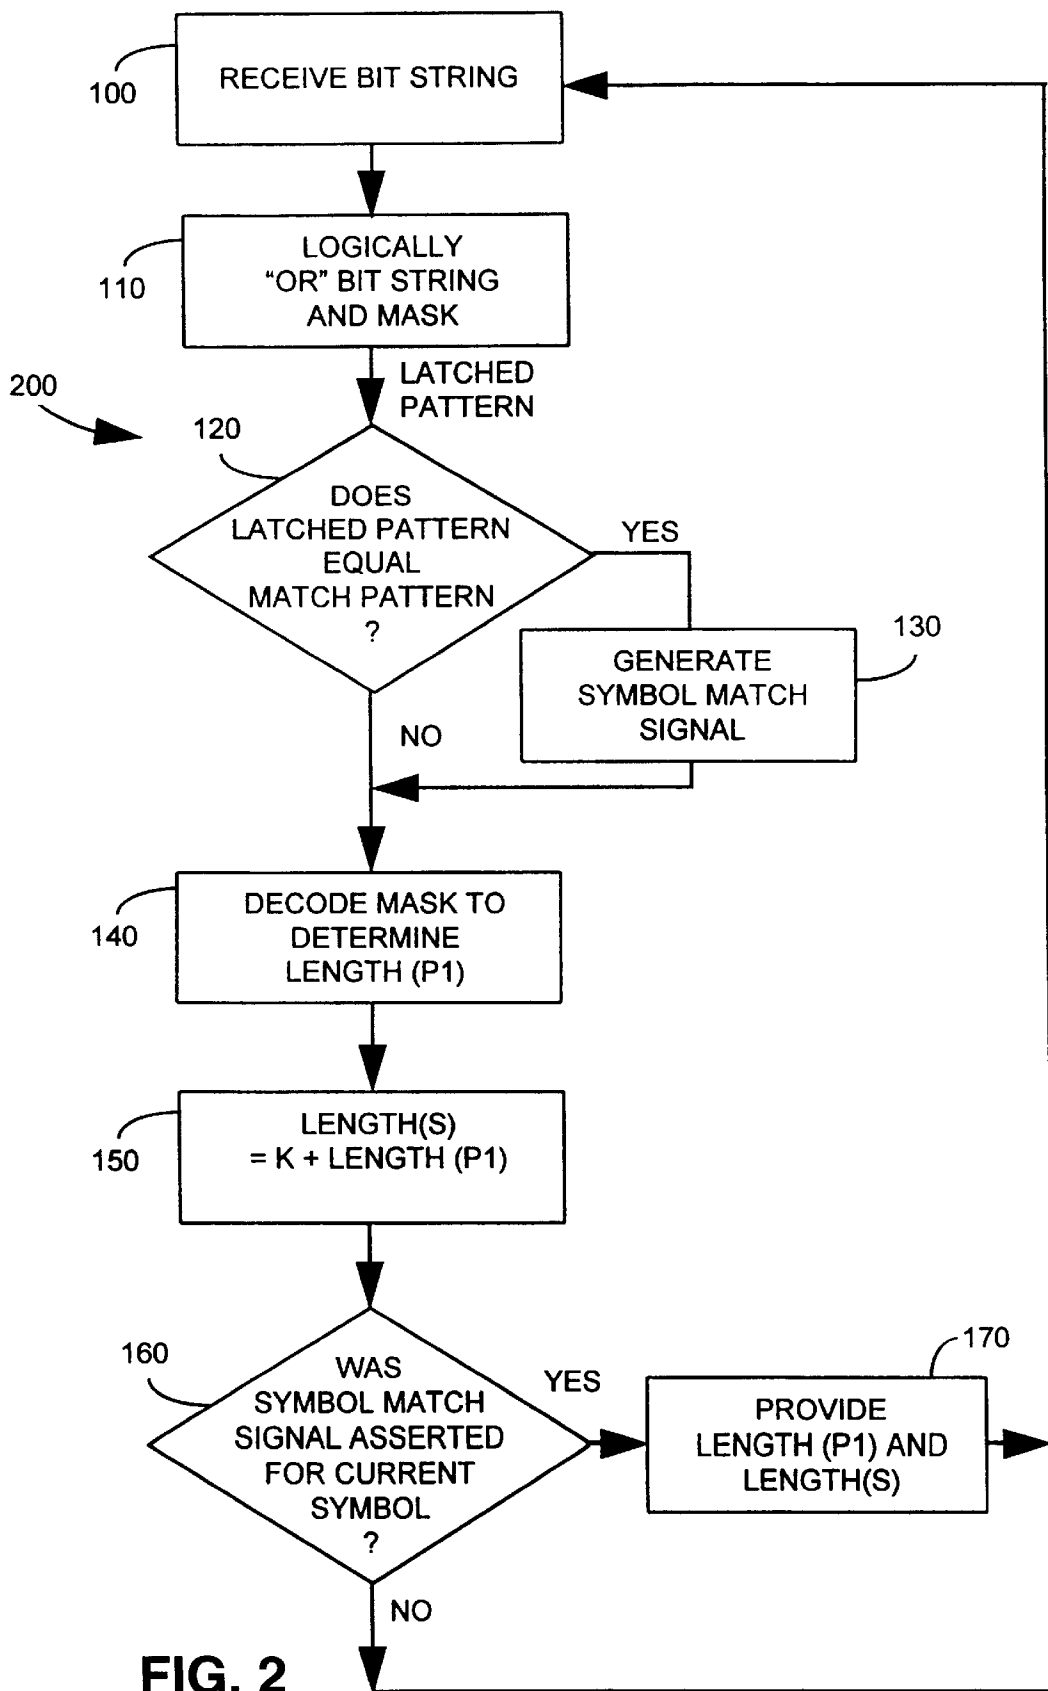 RECEIVE BIT STRING
100
LOGICALLY
“OR” BIT STRING
AND MASK
110
LATCHED
PATTERN
200
120
DOES
LATCHED PATTERN
EQUAL
MATCH PATTERN
?
YES
130
GENERATE
SYMBOL MATCH
SIGNAL
NO
DECODE MASK TO
DETERMINE
LENGTH (P1)
140
LENGTH(S)
= K + LENGTH (P1)
150
160
WAS
SYMBOL MATCH
SIGNAL ASSERTED
FOR CURRENT
SYMBOL
?
YES
170
PROVIDE
LENGTH (P1) AND
LENGTH(S)
NO
FIG. 2